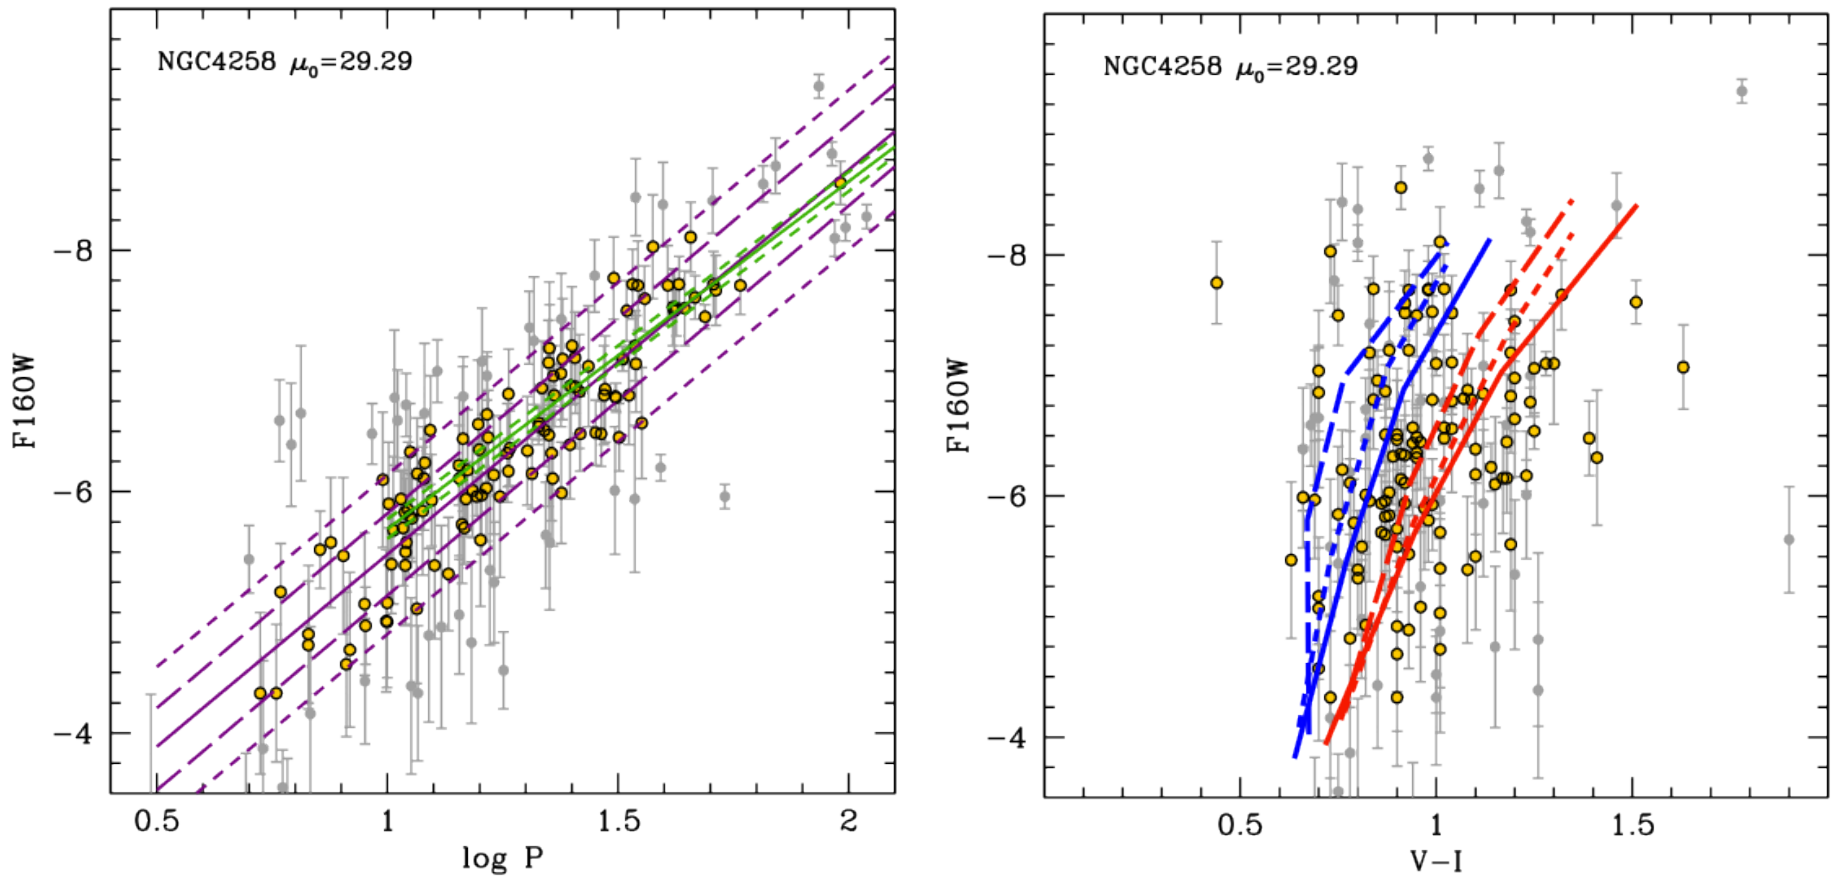 NGC4258 μ₀=29.29
F160W
-8
-6
-4
0.5 1 1.5 2
log P
NGC4258 μ₀=29.29
F160W
-8
-6
-4
0.5 1 1.5
V-I